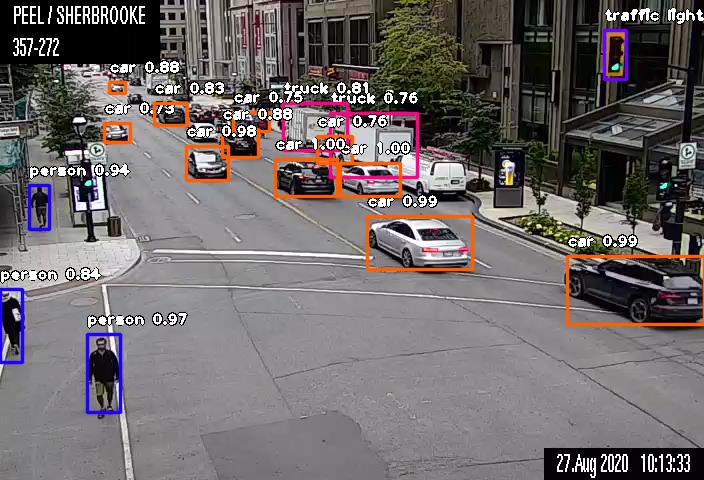 PEEL / SHERBROOKE
357-272
traffic light
car 0.88
car 0.83
truck 0.81
car 0.75
truck 0.76
car 0.88
car 0.76
car 0.98
car 1.00
car 1.00
person 0.94
car 0.99
car 0.99
person 0.84
person 0.97
27.Aug 2020 10:13:33